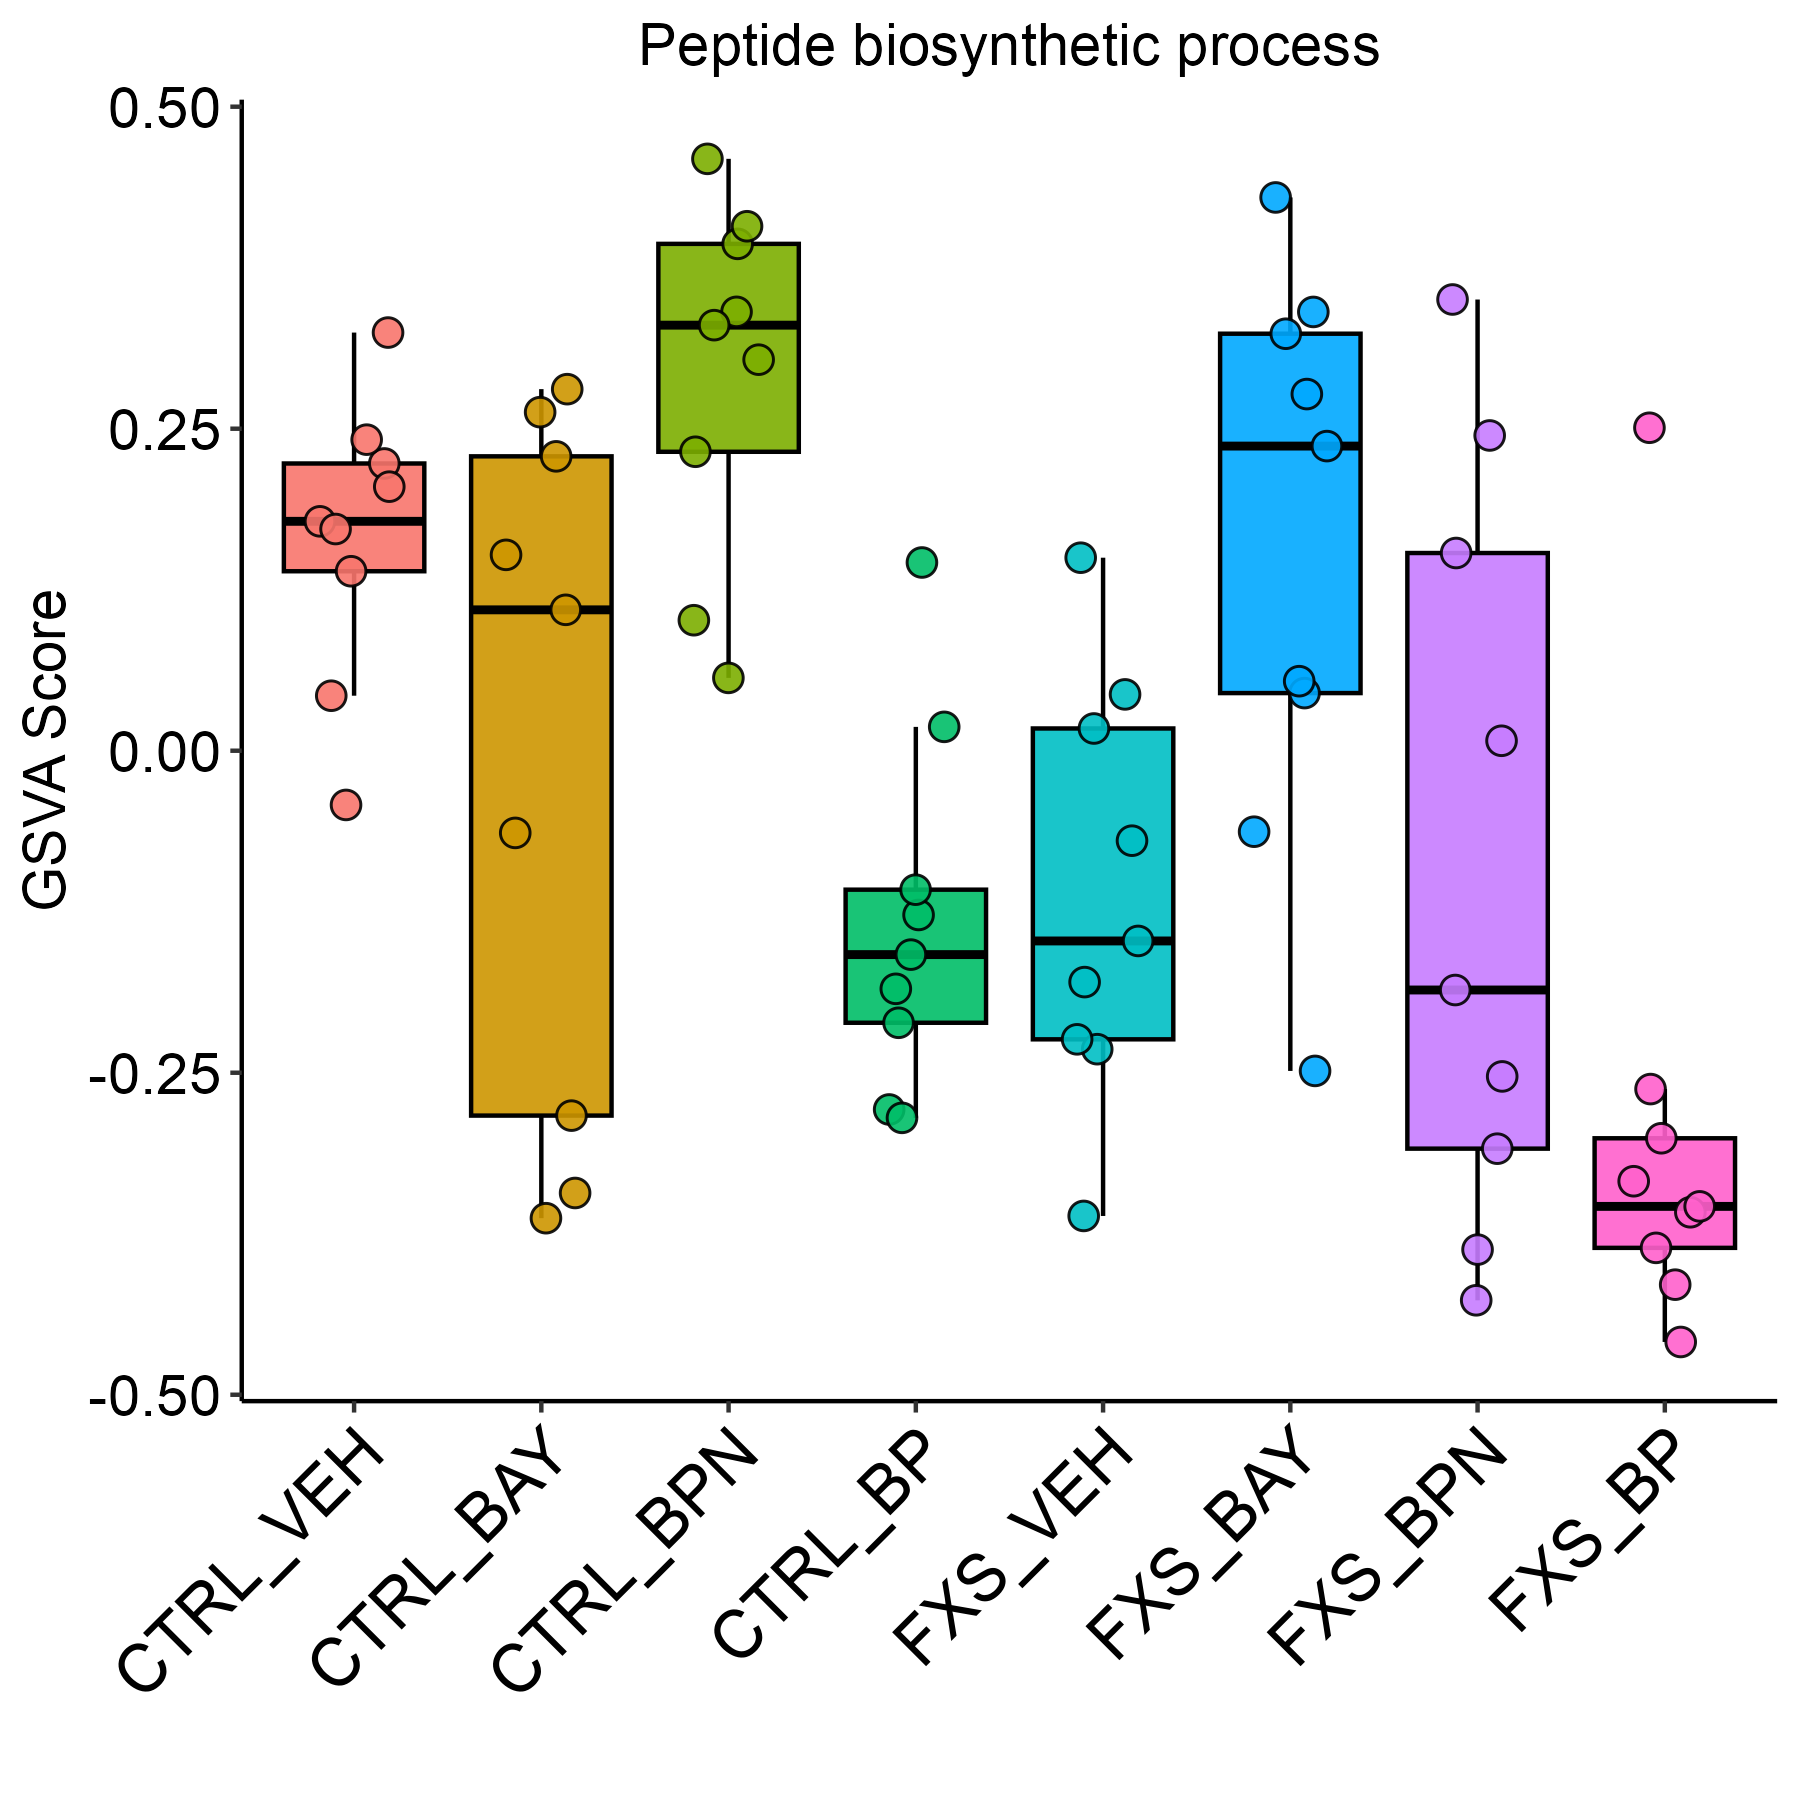 Peptide biosynthetic process
GSVA Score
0.50
0.25
0.00
-0.25
-0.50
CTRL_VEH
CTRL_BAY
CTRL_BPN
CTRL_BP
FXS_VEH
FXS_BAY
FXS_BPN
FXS_BP